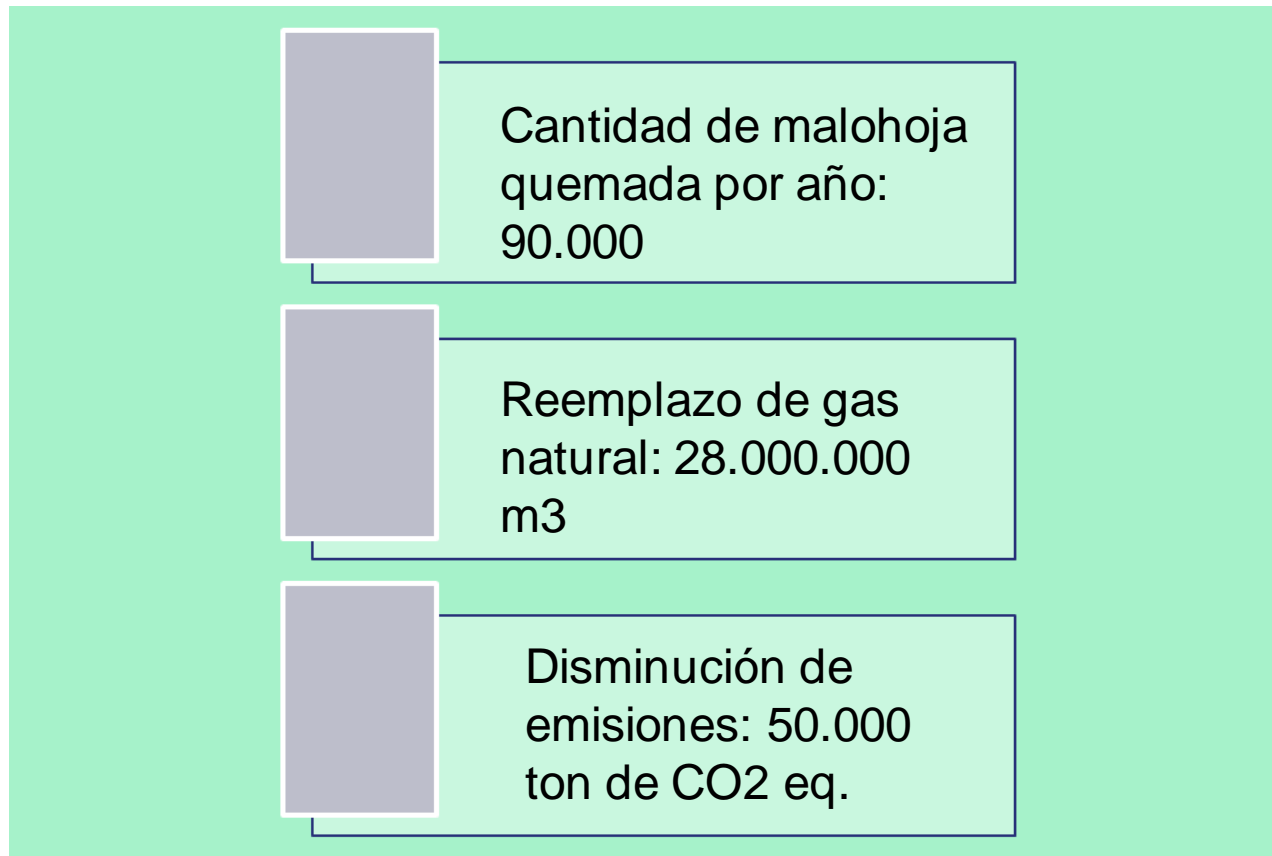 Cantidad de malohoja
quemada por año:
90.000
Reemplazo de gas
natural: 28.000.000
m3
Disminución de
emisiones: 50.000
ton de CO2 eq.